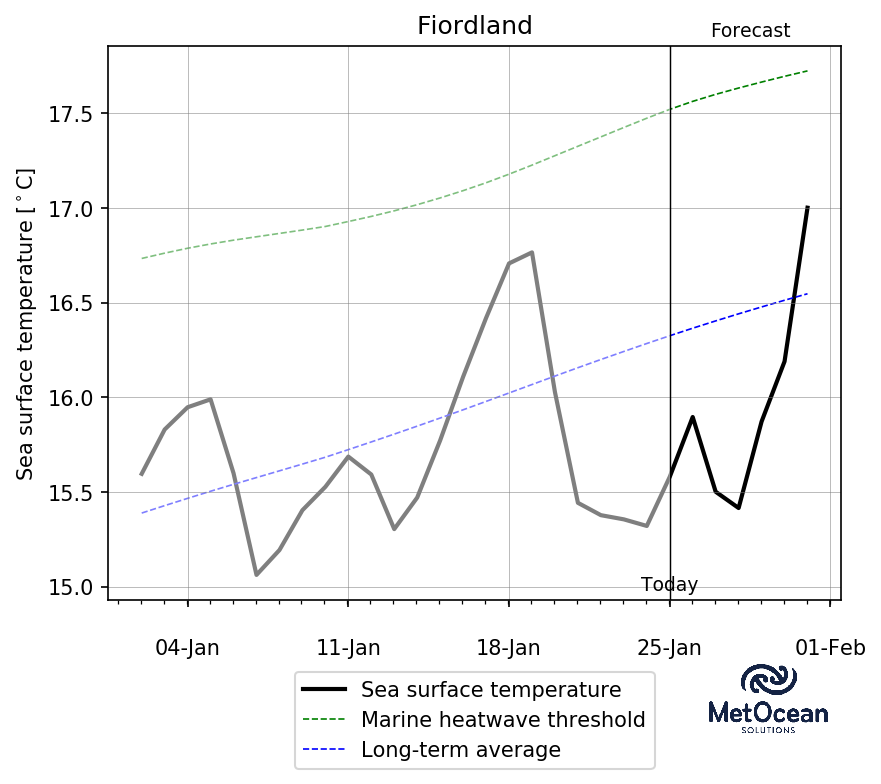 Fiordland
Forecast
Sea surface temperature [°C]
17.5
17.0
16.5
16.0
15.5
15.0
Today
04-Jan 11-Jan 18-Jan 25-Jan 01-Feb
Sea surface temperature
Marine heatwave threshold
Long-term average
MetOcean
SOLUTIONS